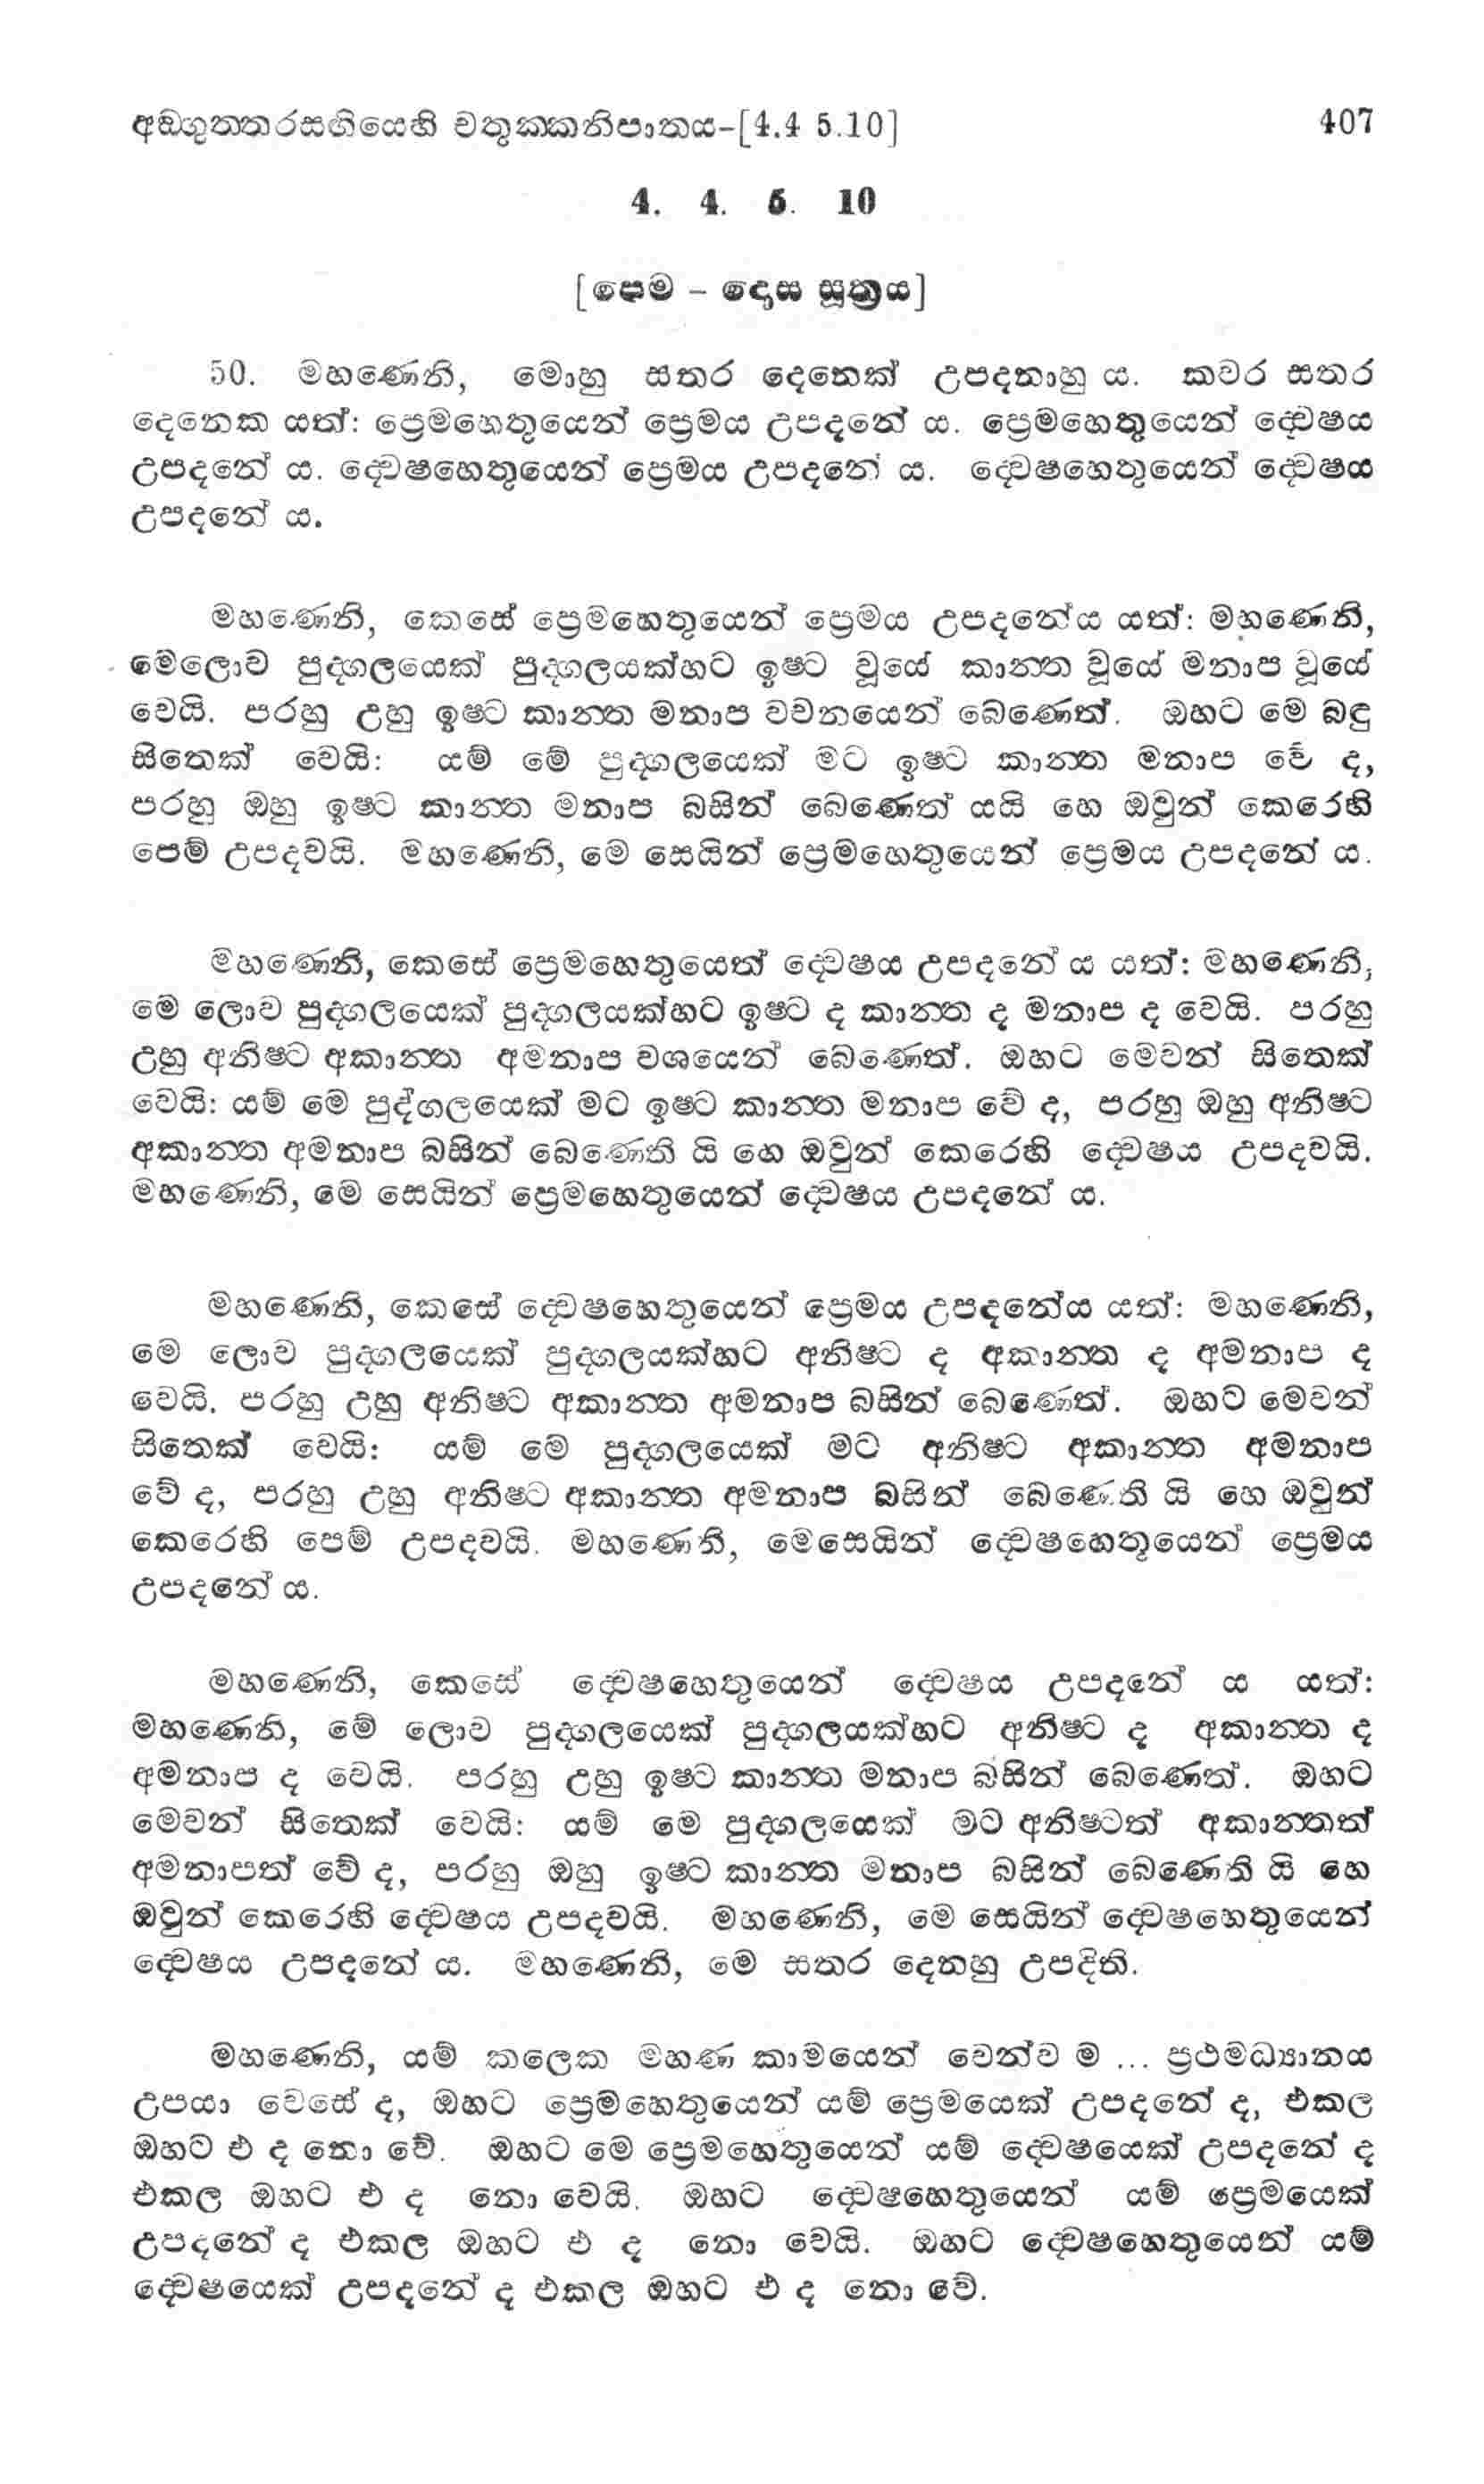 අඞ්ගුත්තරසඟියෙහි චතුක්කනිපාතය-[4.4 5.10] 407
4. 4. 5. 10
[පෙම - දොස සූත්‍රය]
50. මහණෙනි, මොහු සතර දෙනෙක් උපදනාහු ය. කවර සතර
දෙනෙක යත්: ප්‍රෙමහෙතුයෙන් ප්‍රෙමය උපදනේ ය. ප්‍රෙමහෙතුයෙන් ද්වෙෂය
උපදනේ ය. ද්වෙෂහෙතුයෙන් ප්‍රෙමය උපදනේ ය. ද්වෙෂහෙතුයෙන් ද්වෙෂය
උපදනේ ය.
මහණෙනි, කෙසේ ප්‍රෙමහෙතුයෙන් ප්‍රෙමය උපදනේය යත්: මහණෙනි,
මෙලොව පුද්ගලයෙක් පුද්ගලයක්හට ඉෂ්ට වූයේ කාන්ත වූයේ මනාප වූයේ
වෙයි. පරහු උහු ඉෂ්ට කාන්ත මනාප වචනයෙන් බෙණෙත්. ඔහට මෙ බඳු
සිතෙක් වෙයි: යම් මේ පුද්ගලයෙක් මට ඉෂ්ට කාන්ත මනාප වේ ද,
පරහු ඔහු ඉෂ්ට කාන්ත මනාප බසින් බෙණෙත් යයි හෙ ඔවුන් කෙරෙහි
පෙම් උපදවයි. මහණෙනි, මෙ සෙයින් ප්‍රෙමහෙතුයෙන් ප්‍රෙමය උපදනේ ය.
මහණෙනි, කෙසේ ප්‍රෙමහෙතුයෙන් ද්වෙෂය උපදනේ ය යත්: මහණෙනි,
මෙ ලොව පුද්ගලයෙක් පුද්ගලයක්හට ඉෂ්ට ද කාන්ත ද මනාප ද වෙයි. පරහු
උහු අනිෂ්ට අකාන්ත අමනාප වශයෙන් බෙණෙත්. ඔහට මෙවන් සිතෙක්
වෙයි: යම් මෙ පුද්ගලයෙක් මට ඉෂ්ට කාන්ත මනාප වේ ද, පරහු ඔහු අනිෂ්ට
අකාන්ත අමනාප බසින් බෙණෙති යි හෙ ඔවුන් කෙරෙහි ද්වෙෂය උපදවයි.
මහණෙනි, මෙ සෙයින් ප්‍රෙමහෙතුයෙන් ද්වෙෂය උපදනේ ය.
මහණෙනි, කෙසේ ද්වෙෂහෙතුයෙන් ප්‍රෙමය උපදනේය යත්: මහණෙනි,
මෙ ලොව පුද්ගලයෙක් පුද්ගලයක්හට අනිෂ්ට ද අකාන්ත ද අමනාප ද
වෙයි. පරහු උහු අනිෂ්ට අකාන්ත අමනාප බසින් බෙණෙත්. ඔහට මෙවන්
සිතෙක් වෙයි: යම් මේ පුද්ගලයෙක් මට අනිෂ්ට අකාන්ත අමනාප
වේ ද, පරහු උහු අනිෂ්ට අකාන්ත අමනාප බසින් බෙණෙති යි හෙ ඔවුන්
කෙරෙහි පෙම් උපදවයි. මහණෙනි, මෙසෙයින් ද්වෙෂහෙතුයෙන් ප්‍රෙමය
උපදනේ ය.
මහණෙනි, කෙසේ ද්වෙෂහෙතුයෙන් ද්වෙෂය උපදනේ ය යත්:
මහණෙනි, මේ ලොව පුද්ගලයෙක් පුද්ගලයක්හට අනිෂ්ට ද අකාන්ත ද
අමනාප ද වෙයි. පරහු උහු ඉෂ්ට කාන්ත මනාප බසින් බෙණෙත්. ඔහට
මෙවන් සිතෙක් වෙයි: යම් මෙ පුද්ගලයෙක් මට අනිෂ්ටත් අකාන්තත්
අමනාපත් වේ ද, පරහු ඔහු ඉෂ්ට කාන්ත මනාප බසින් බෙණෙති යි හෙ
ඔවුන් කෙරෙහි ද්වෙෂය උපදවයි. මහණෙනි, මෙ සෙයින් ද්වෙෂහෙතුයෙන්
ද්වෙෂය උපදනේ ය. මහණෙනි, මෙ සතර දෙනහු උපදිති.
මහණෙනි, යම් කලෙක මහණ කාමයෙන් වෙන්ව ම ... ප්‍රථමධ්‍යානය
උපයා වෙසේ ද, ඔහට ප්‍රෙමහෙතුයෙන් යම් ප්‍රෙමයෙක් උපදනේ ද, එකල
ඔහට එ ද නො වේ. ඔහට මෙ ප්‍රෙමහෙතුයෙන් යම් ද්වෙෂයෙක් උපදනේ ද
එකල ඔහට එ ද නො වෙයි. ඔහට ද්වෙෂහෙතුයෙන් යම් ප්‍රෙමයෙක්
උපදනේ ද එකල ඔහට එ ද නො වෙයි. ඔහට ද්වෙෂහෙතුයෙන් යම්
ද්වෙෂයෙක් උපදනේ ද එකල ඔහට එ ද නො වේ.